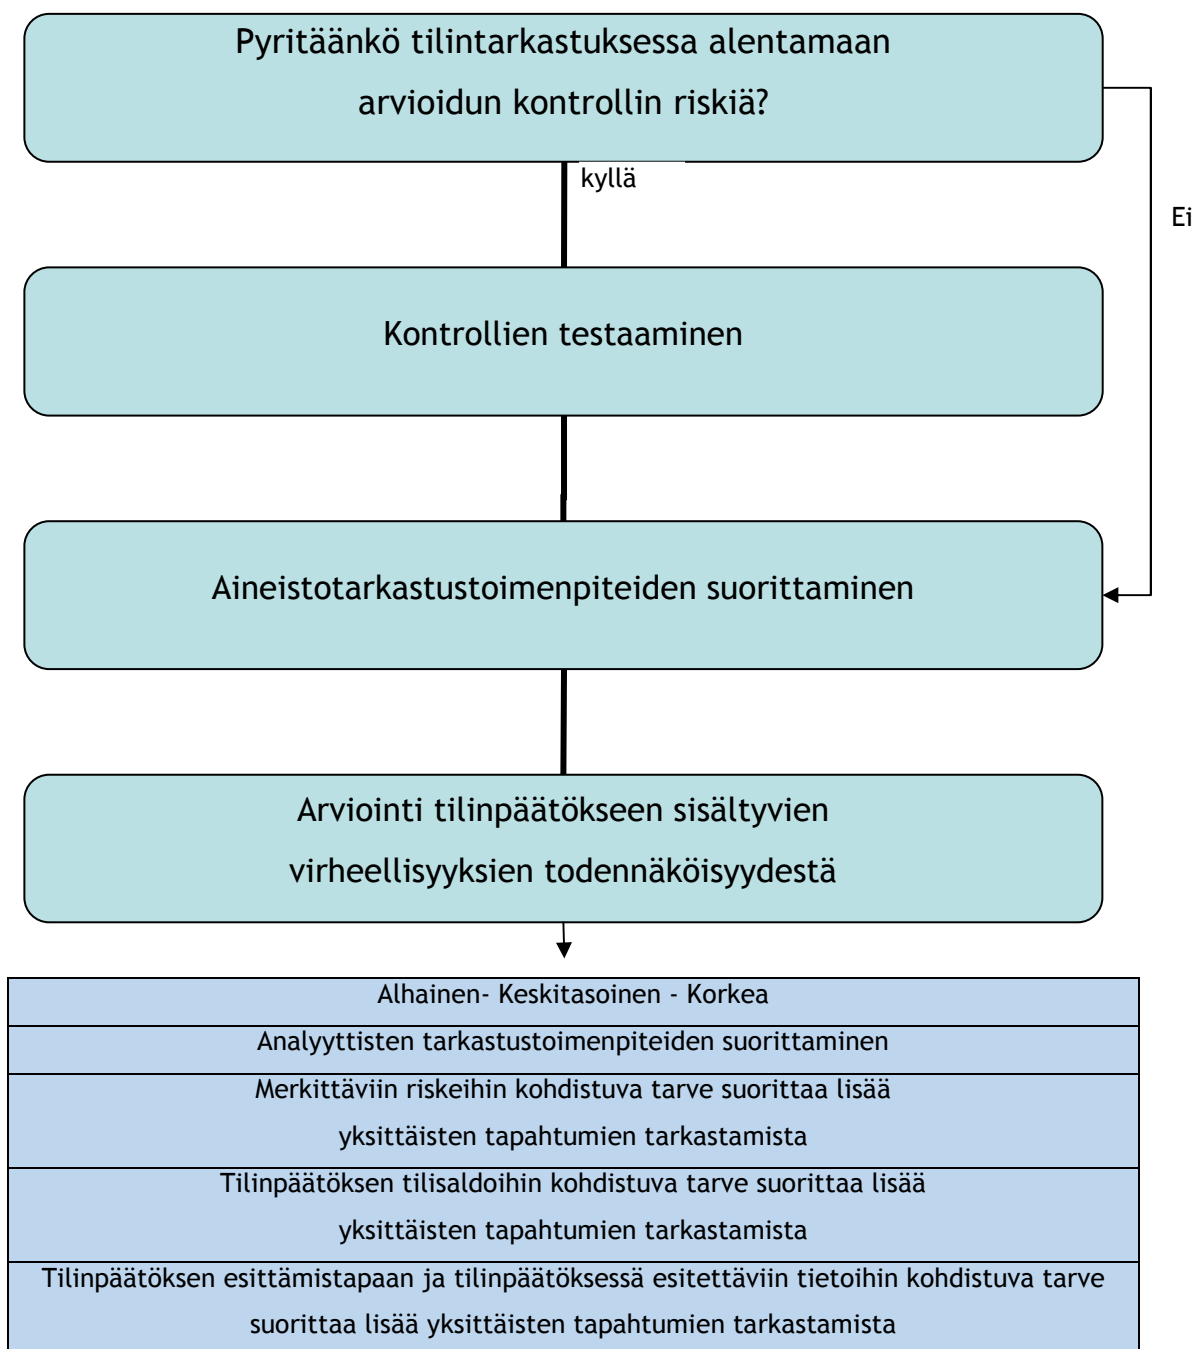 Pyritäänkö tilintarkastuksessa alentamaan
arvioidun kontrollin riskiä?
kyllä
Ei
Kontrollien testaaminen
Aineistotarkastustoimenpiteiden suorittaminen
Arviointi tilinpäätökseen sisältyvien
virheellisyyksien todennäköisyydestä
Alhainen- Keskitasoinen - Korkea
Analyyttisten tarkastustoimenpiteiden suorittaminen
Merkittäviin riskeihin kohdistuva tarve suorittaa lisää
yksittäisten tapahtumien tarkastamista
Tilinpäätöksen tilisaldoihin kohdistuva tarve suorittaa lisää
yksittäisten tapahtumien tarkastamista
Tilinpäätöksen esittämistapaan ja tilinpäätöksessä esitettäviin tietoihin kohdistuva tarve
suorittaa lisää yksittäisten tapahtumien tarkastamista